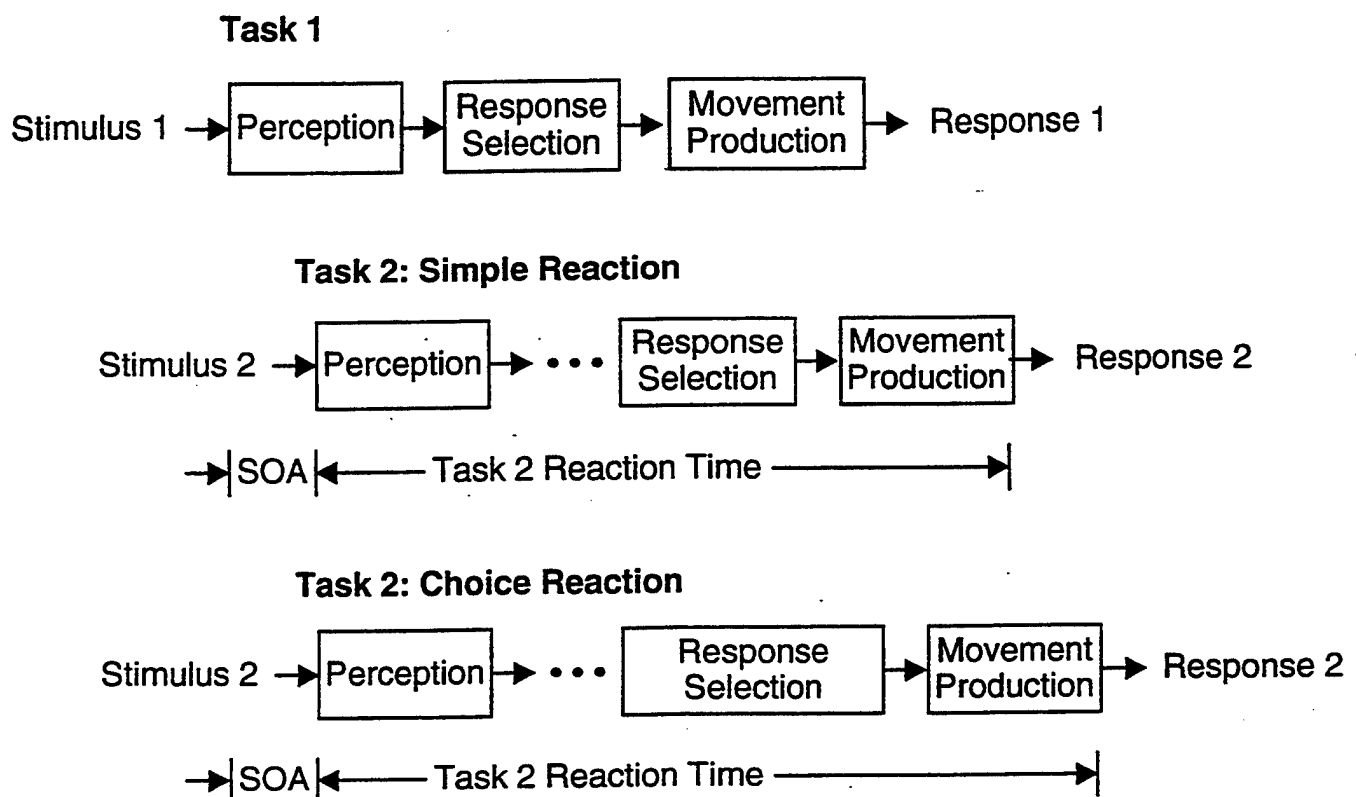 Task 1
Stimulus 1 Perception Response Selection Movement Production Response 1
Task 2: Simple Reaction
Stimulus 2 Perception ••• Response Selection Movement Production Response 2
SOA Task 2 Reaction Time
Task 2: Choice Reaction
Stimulus 2 Perception ••• Response Selection Movement Production Response 2
SOA Task 2 Reaction Time